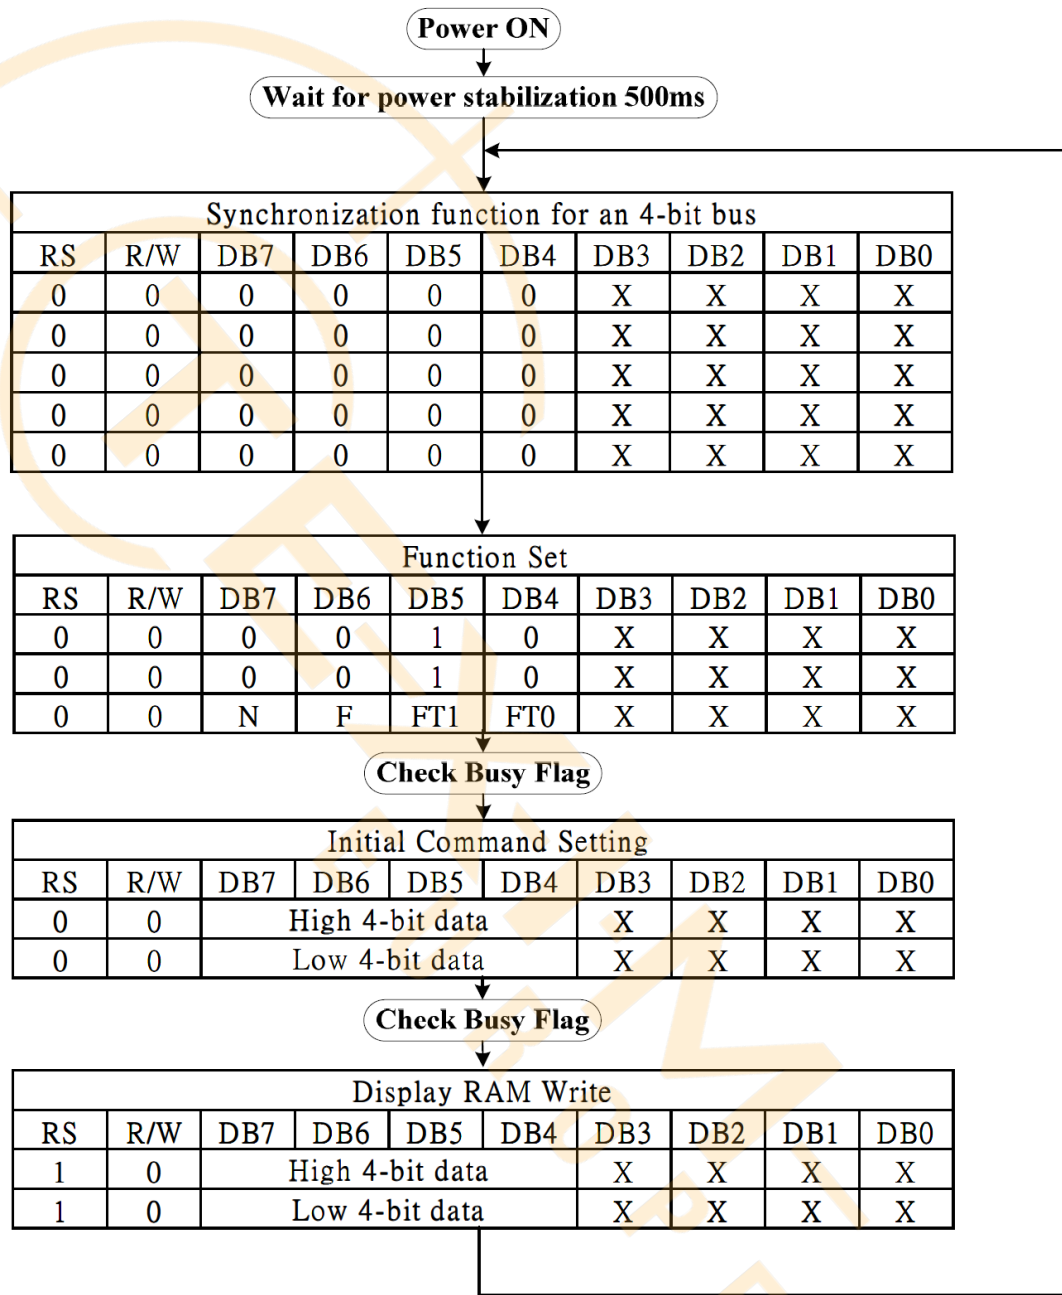 Power ON
Wait for power stabilization 500ms
Synchronization function for an 4-bit bus
RS R/W DB7 DB6 DB5 DB4 DB3 DB2 DB1 DB0
0 0 0 0 0 0 X X X X
0 0 0 0 0 0 X X X X
0 0 0 0 0 0 X X X X
0 0 0 0 0 0 X X X X
0 0 0 0 0 0 X X X X
Function Set
RS R/W DB7 DB6 DB5 DB4 DB3 DB2 DB1 DB0
0 0 0 0 1 0 X X X X
0 0 0 0 1 0 X X X X
0 0 N F FT1 FT0 X X X X
Check Busy Flag
Initial Command Setting
RS R/W DB7 DB6 DB5 DB4 DB3 DB2 DB1 DB0
0 0 High 4-bit data X X X X
0 0 Low 4-bit data X X X X
Check Busy Flag
Display RAM Write
RS R/W DB7 DB6 DB5 DB4 DB3 DB2 DB1 DB0
1 0 High 4-bit data X X X X
1 0 Low 4-bit data X X X X